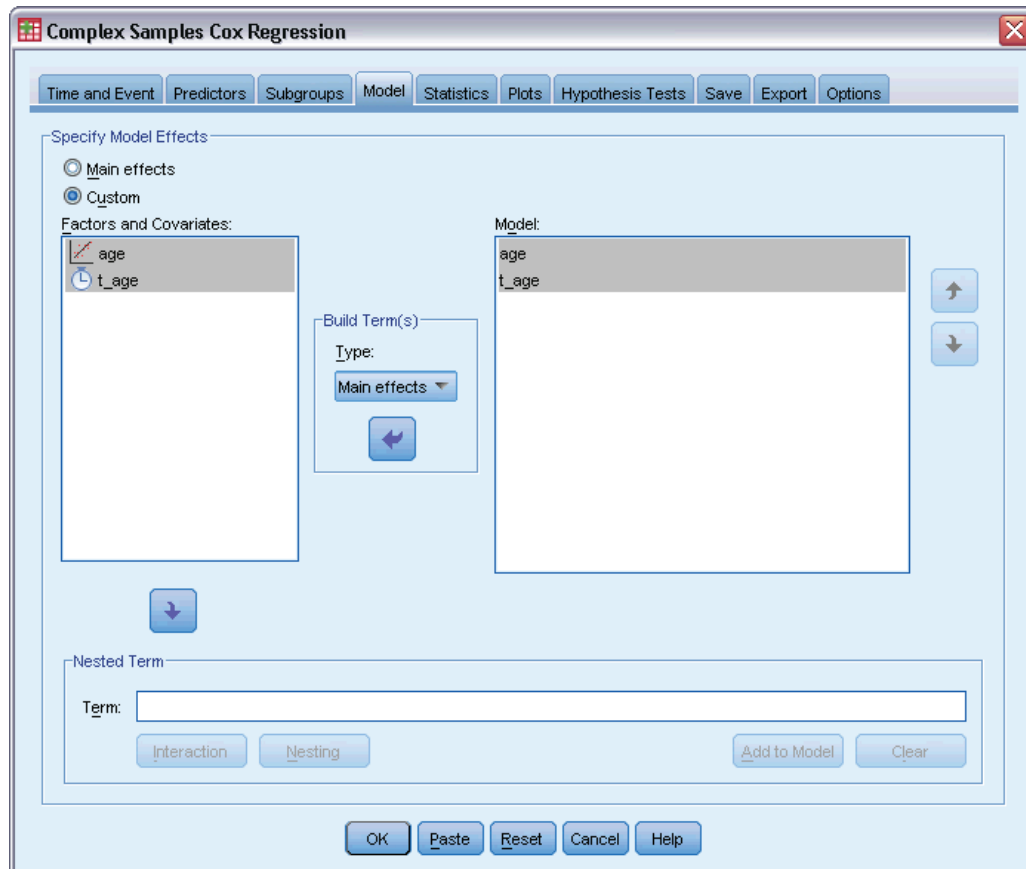 Complex Samples Cox Regression
Time and Event Predictors Subgroups Model Statistics Plots Hypothesis Tests Save Export Options
Specify Model Effects
Main effects
Custom
Factors and Covariates:
age
t_age
Build Term(s)
Type:
Main effects
Model:
age
t_age
Nested Term
Term:
Interaction Nesting Add to Model Clear
OK Paste Reset Cancel Help